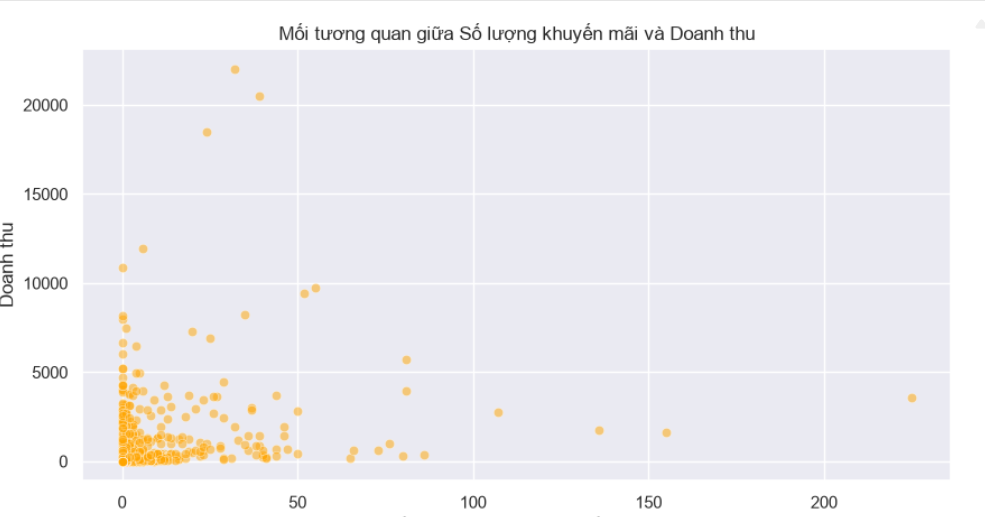 Mối tương quan giữa Số lượng khuyến mãi và Doanh thu
Doanh thu
20000
15000
10000
5000
0
0 50 100 150 200